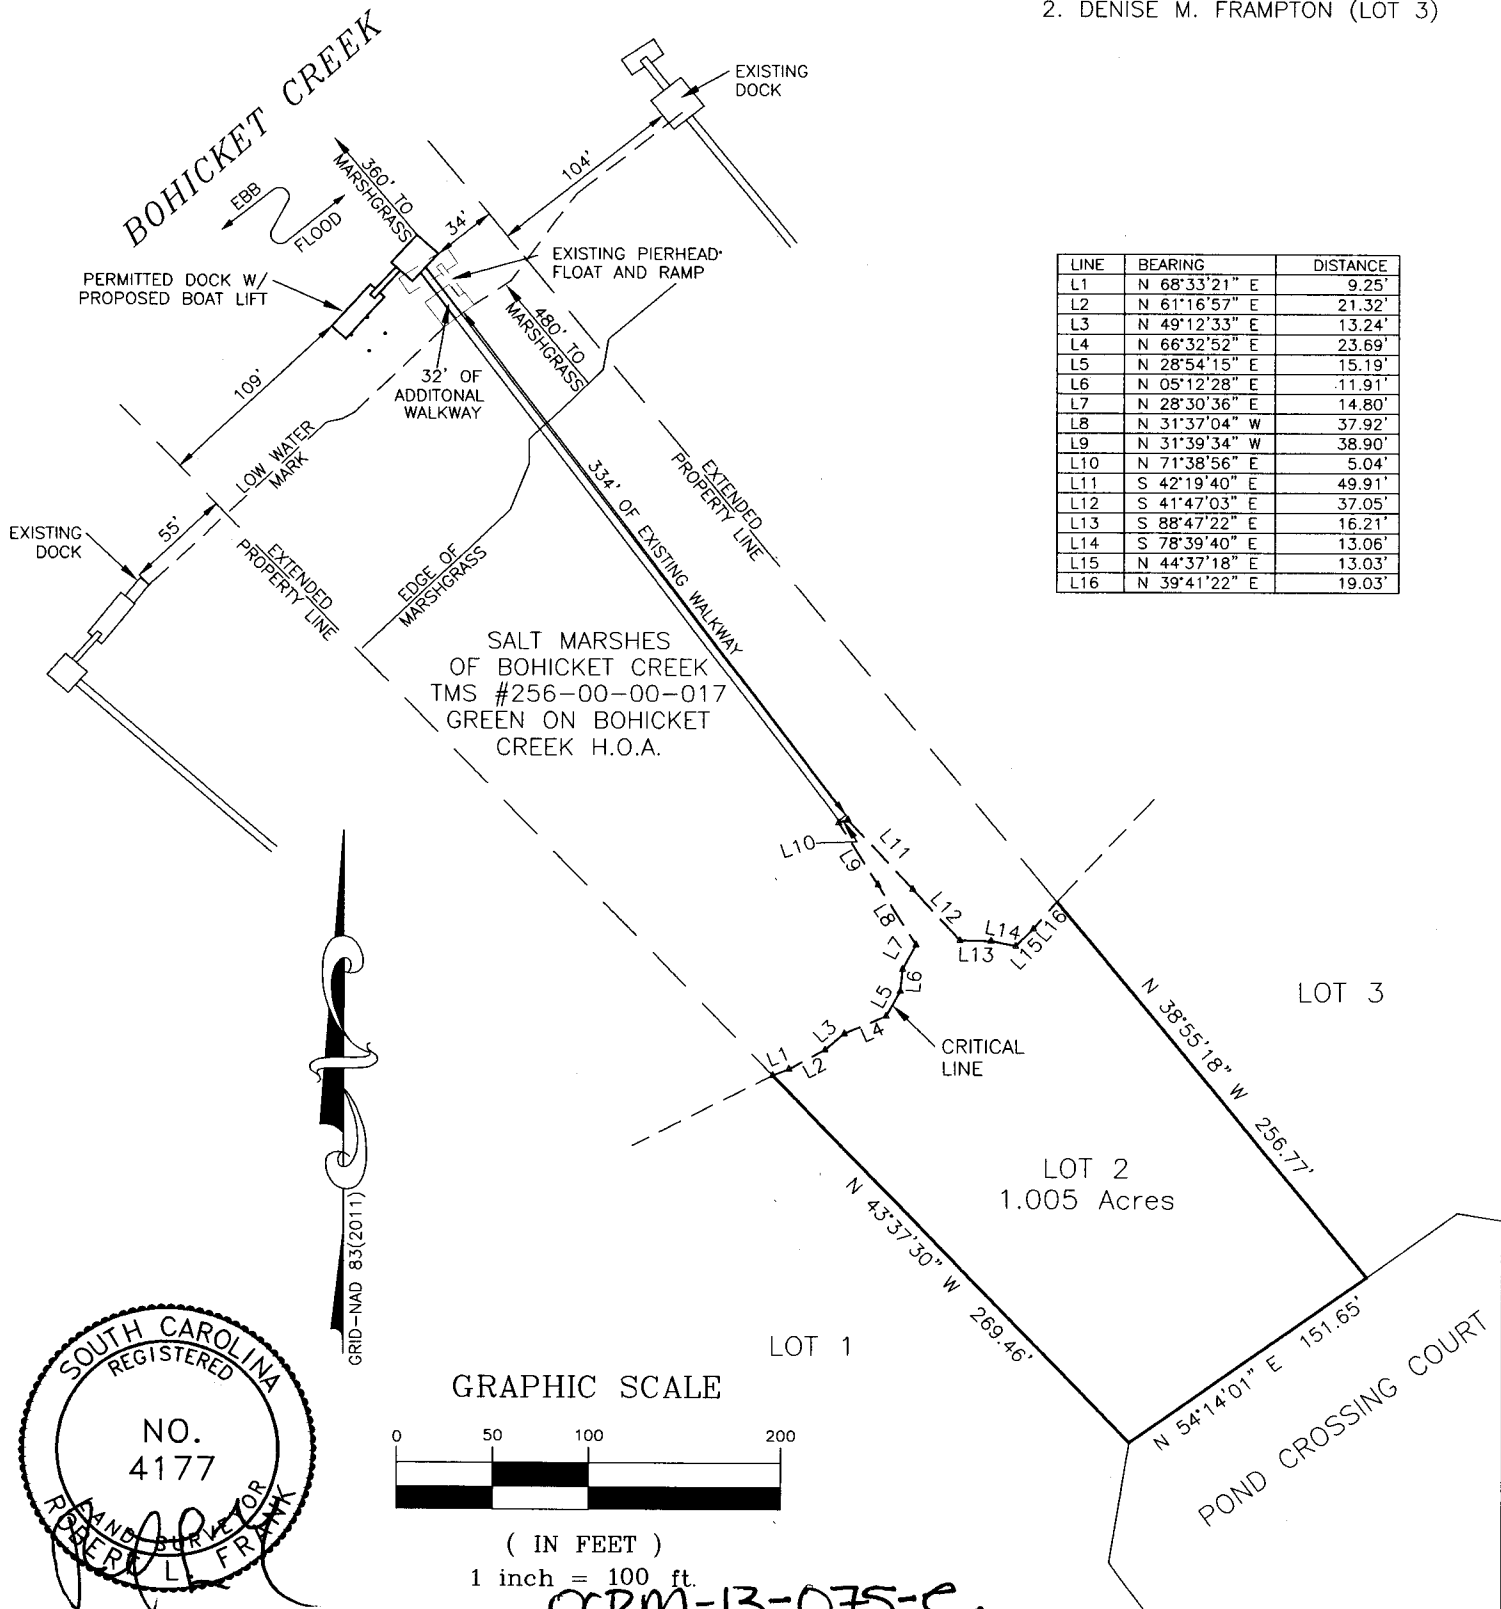 2. DENISE M. FRAMPTON (LOT 3)
BOHICKET CREEK
EXISTING
DOCK
104'
360' TO
MARSHGRASS
EBB
FLOOD
34'
EXISTING PIERHEAD
FLOAT AND RAMP
PERMITTED DOCK W/
PROPOSED BOAT LIFT
480' TO
MARSHGRASS
109'
32' OF
ADDITONAL
WALKWAY
LOW WATER
MARK
EXTENDED
PROPERTY LINE
334' OF EXISTING WALKWAY
EXISTING
DOCK
55'
EXTENDED
PROPERTY LINE
EDGE OF
MARSHGRASS
LINE BEARING DISTANCE
L1 N 68°33'21" E 9.25'
L2 N 61°16'57" E 21.32'
L3 N 49°12'33" E 13.24'
L4 N 66°32'52" E 23.69'
L5 N 28°54'15" E 15.19'
L6 N 05°12'28" E 11.91'
L7 N 28°30'36" E 14.80'
L8 N 31°37'04" W 37.92'
L9 N 31°39'34" W 38.90'
L10 N 71°38'56" E 5.04'
L11 S 42°19'40" E 49.91'
L12 S 41°47'03" E 37.05'
L13 S 88°47'22" E 16.21'
L14 S 78°39'40" E 13.06'
L15 N 44°37'18" E 13.03'
L16 N 39°41'22" E 19.03'
SALT MARSHES
OF BOHICKET CREEK
TMS #256-00-00-017
GREEN ON BOHICKET
CREEK H.O.A.
L10
L9
L11
L8
L12
L7
L13
L14
L15
L16
L6
L5
L4
L3
L2
L1
CRITICAL
LINE
LOT 3
N 38°55'18" W 256.77'
LOT 2
1.005 Acres
N 43°37'30" W 269.46'
LOT 1
N 54°14'01" E 151.65'
POND CROSSING COURT
GRID-NAD 83(2011)
SOUTH CAROLINA
REGISTERED
NO.
4177
LAND SURVEYOR
ROBERT L. FRANK
GRAPHIC SCALE
0 50 100 200
( IN FEET )
1 inch = 100 ft.
OCRM-13-075-C